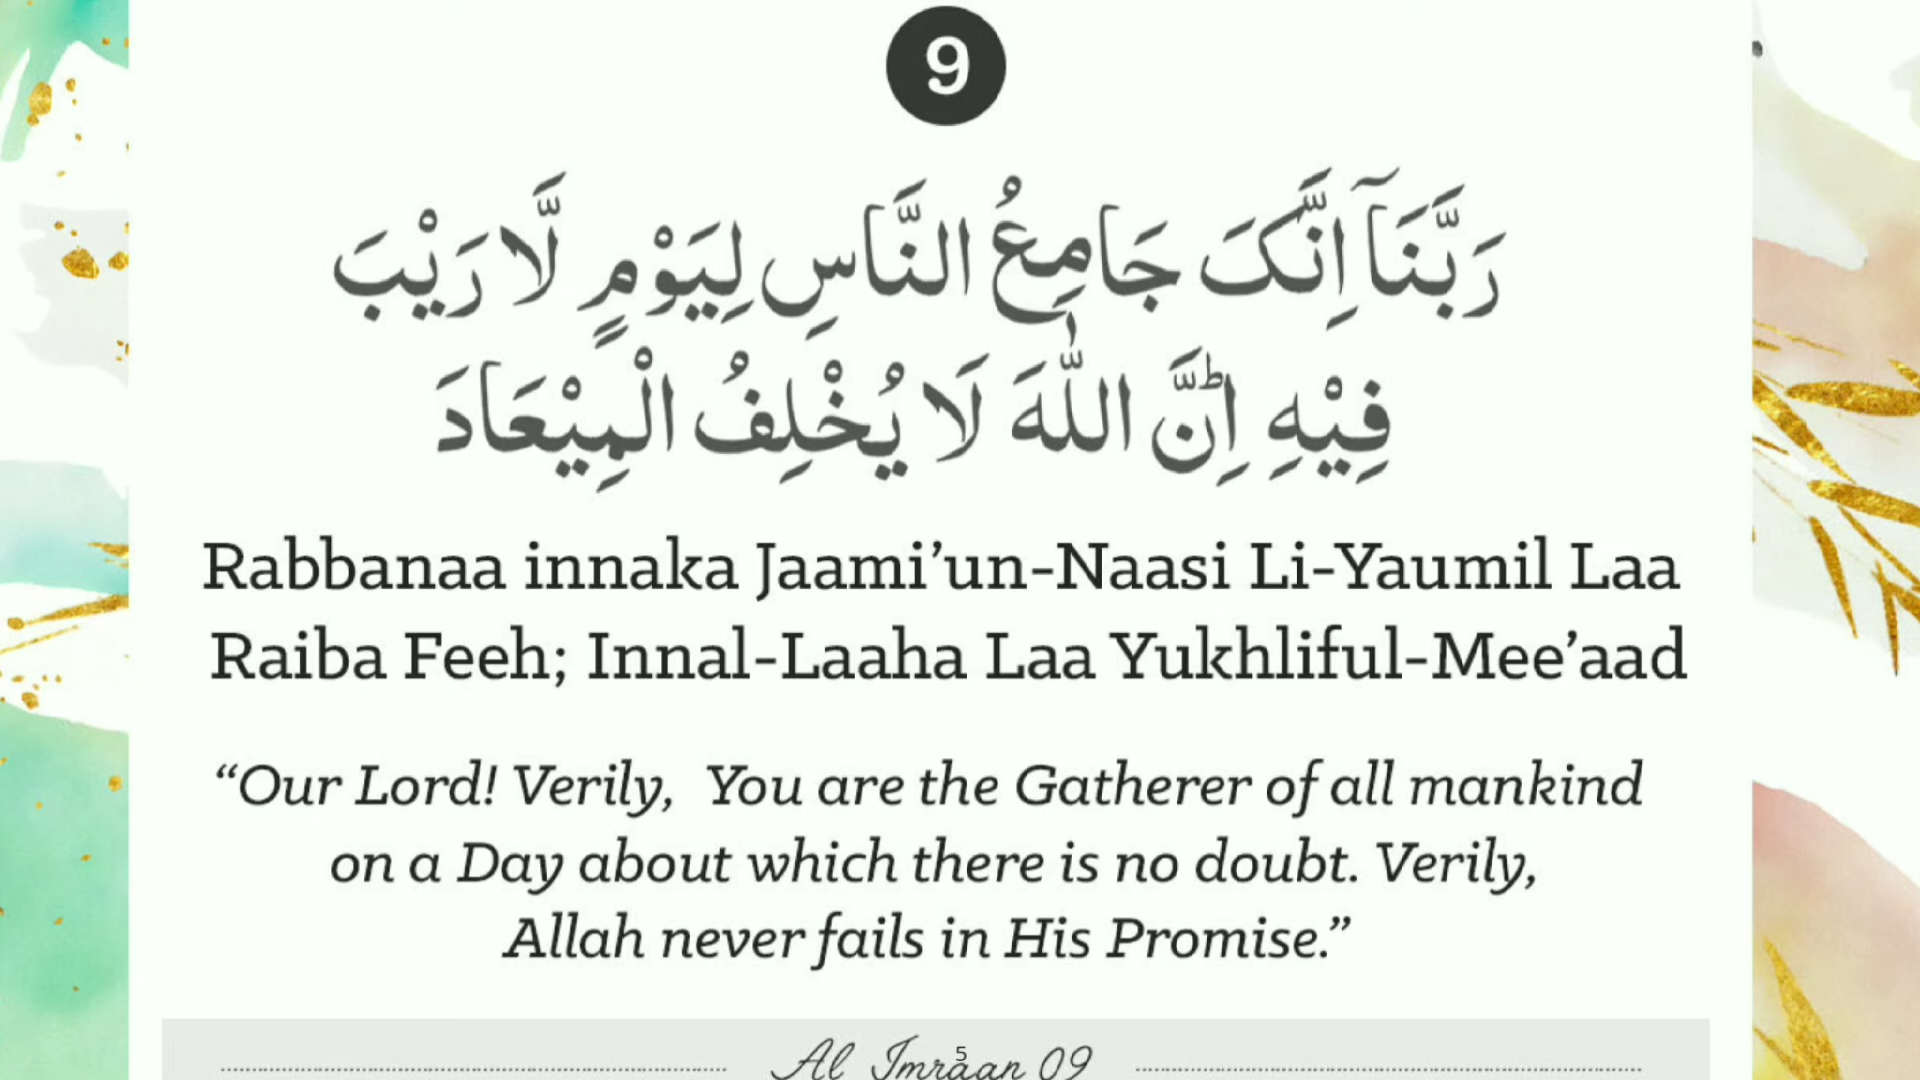 9
رَبَّنَآ اِنَّکَ جَامِعُ النَّاسِ لِيَوْمٍ لَّا رَيْبَ
فِيْهِ ؕ اِنَّ اللّٰهَ لَا يُخْلِفُ الْمِيْعَادَ
Rabbanaa innaka Jaami’un-Naasi Li-Yaumil Laa
Raiba Feeh; Innal-Laaha Laa Yukhliful-Mee’aad
“Our Lord! Verily, You are the Gatherer of all mankind
on a Day about which there is no doubt. Verily,
Allah never fails in His Promise.”
Al Imraan 09
5